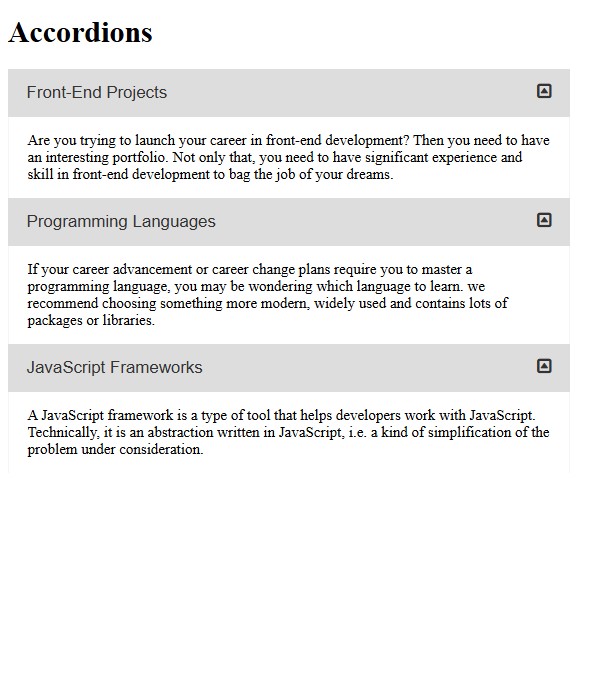 Accordions
Front-End Projects
Are you trying to launch your career in front-end development? Then you need to have
an interesting portfolio. Not only that, you need to have significant experience and
skill in front-end development to bag the job of your dreams.
Programming Languages
If your career advancement or career change plans require you to master a
programming language, you may be wondering which language to learn. we
recommend choosing something more modern, widely used and contains lots of
packages or libraries.
JavaScript Frameworks
A JavaScript framework is a type of tool that helps developers work with JavaScript.
Technically, it is an abstraction written in JavaScript, i.e. a kind of simplification of the
problem under consideration.